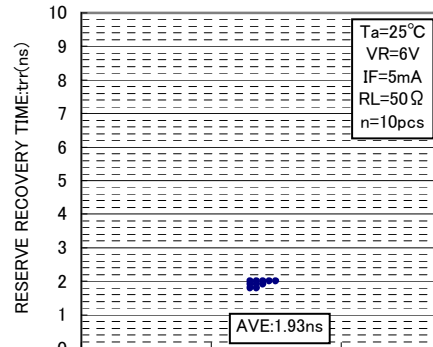 RESERVE RECOVERY TIME:trr(ns)
10
9
8
7
6
5
4
3
2
1
0
Ta=25℃
VR=6V
IF=5mA
RL=50Ω
n=10pcs
AVE:1.93ns